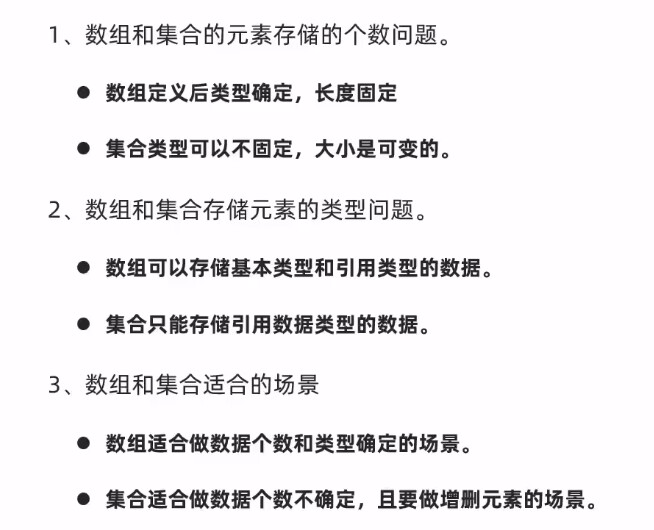 1、数组和集合的元素存储的个数问题。
● 数组定义后类型确定，长度固定
● 集合类型可以不固定，大小是可变的。
2、数组和集合存储元素的类型问题。
● 数组可以存储基本类型和引用类型的数据。
● 集合只能存储引用数据类型的数据。
3、数组和集合适合的场景
● 数组适合做数据个数和类型确定的场景。
● 集合适合做数据个数不确定，且要做增删元素的场景。